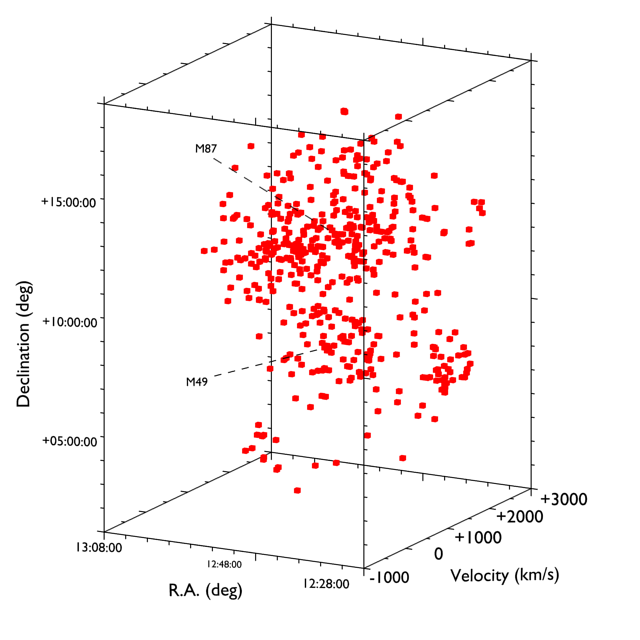 M87
+15:00:00
Declination (deg)
+10:00:00
M49
+05:00:00
+3000
+2000
+1000
0
-1000
13:08:00
12:48:00
12:28:00
Velocity (km/s)
R.A. (deg)